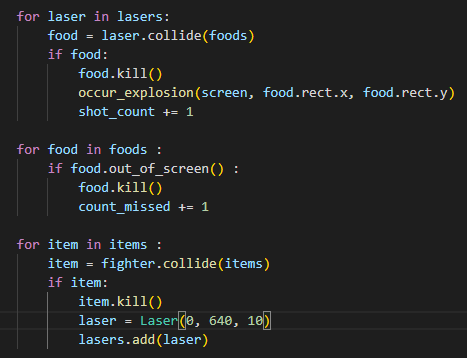 for laser in lasers:
    food = laser.collide(foods)
    if food:
        food.kill()
        occur_explosion(screen, food.rect.x, food.rect.y)
        shot_count += 1

for food in foods :
    if food.out_of_screen() :
        food.kill()
        count_missed += 1

for item in items :
    item = fighter.collide(items)
    if item:
        item.kill()
        laser = Laser(0, 640, 10)
        lasers.add(laser)